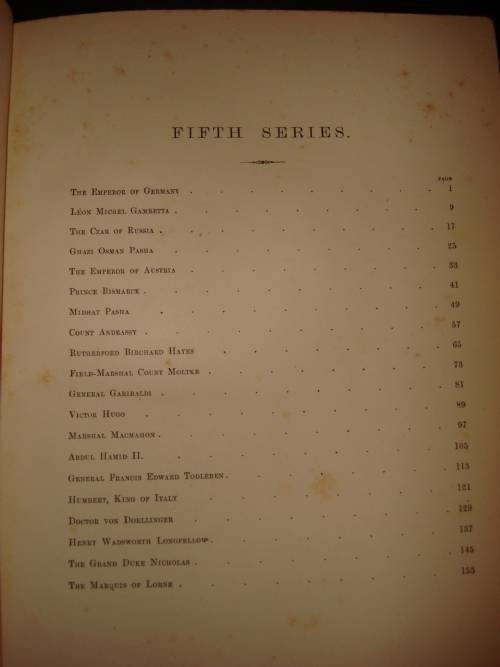 FIFTH SERIES.
PAGE
THE EMPEROR OF GERMANY . . . . . . . 1
LÉON MICHEL GAMBETTA . . . . . . . 9
THE CZAR OF RUSSIA . . . . . . . 17
GHAZI OSMAN PASHA . . . . . . . 25
THE EMPEROR OF AUSTRIA . . . . . . . 33
PRINCE BISMARCK . . . . . . . 41
MIDHAT PASHA . . . . . . . 49
COUNT ANDRASSY . . . . . . . 57
RUTHERFORD BIRCHARD HAYES . . . . . . 65
FIELD-MARSHAL COUNT MOLTKE . . . . . . 73
GENERAL GARIBALDI . . . . . . . 81
VICTOR HUGO . . . . . . . 89
MARSHAL MACMAHON . . . . . . . 97
ABDUL HAMID II. . . . . . . . 105
GENERAL FRANCIS EDWARD TODLEBEN . . . . . . 113
HUMBERT, KING OF ITALY . . . . . . 121
DOCTOR VON DOELLINGER . . . . . . . 129
HENRY WADSWORTH LONGFELLOW . . . . . . 137
THE GRAND DUKE NICHOLAS . . . . . . . 145
THE MARQUIS OF LORNE . . . . . . . 153